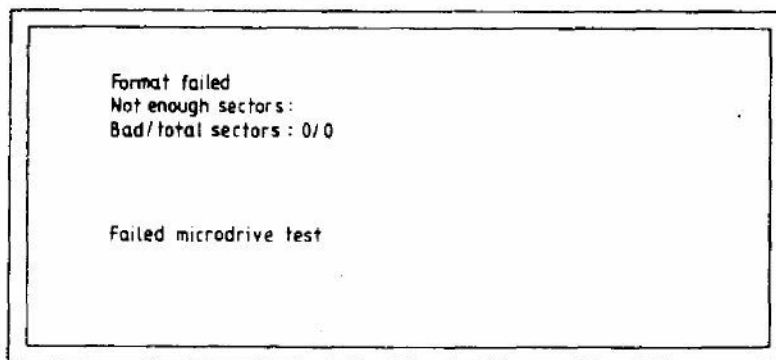 Format failed
Not enough sectors:
Bad/total sectors : 0/0
Failed microdrive test